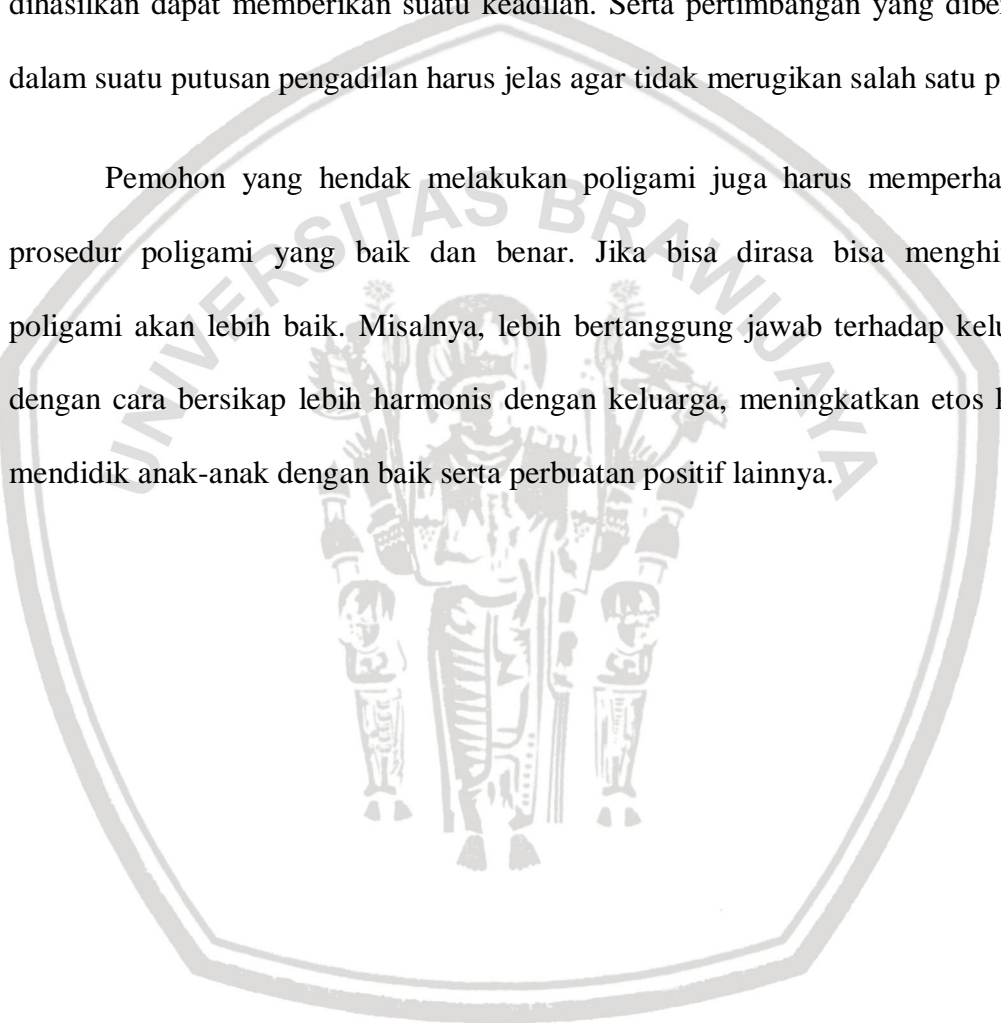 dihasilkan dapat memberikan suatu keadilan. Serta pertimbangan yang
dalam suatu putusan pengadilan harus jelas agar tidak merugikan salah satu
Pemohon yang hendak melakukan poligami juga harus
prosedur poligami yang baik dan benar. Jika bisa dirasa bisa
poligami akan lebih baik. Misalnya, lebih bertanggung jawab terhadap
dengan cara bersikap lebih harmonis dengan keluarga, meningkatkan etos
mendidik anak-anak dengan baik serta perbuatan positif lainnya.
UNIVERSITAS BRAWIJAYA